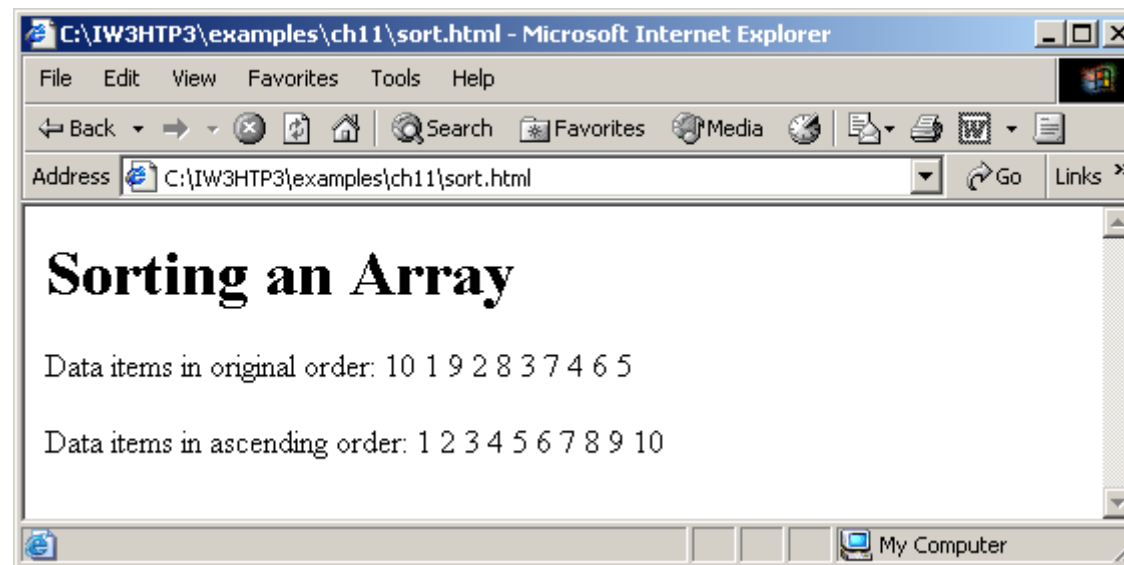 C:\IW3HTP3\examples\ch11\sort.html - Microsoft Internet Explorer
File Edit View Favorites Tools Help
Back Search Favorites Media
Address C:\IW3HTP3\examples\ch11\sort.html Go Links »
Sorting an Array
Data items in original order: 10 1 9 2 8 3 7 4 6 5
Data items in ascending order: 1 2 3 4 5 6 7 8 9 10
My Computer